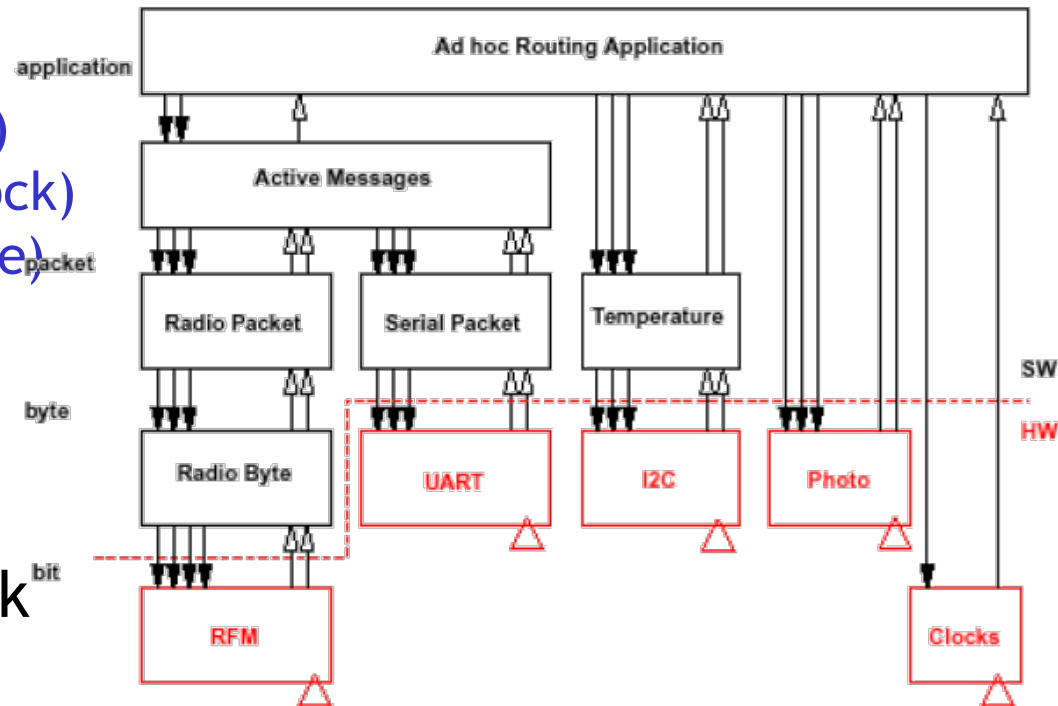 Ad hoc Routing Application
application
)
ock)
Active Messages
e)
packet
Radio Packet
Serial Packet
Temperature
SW
byte
HW
Radio Byte
UART
I2C
Photo
bit
k
RFM
Clocks